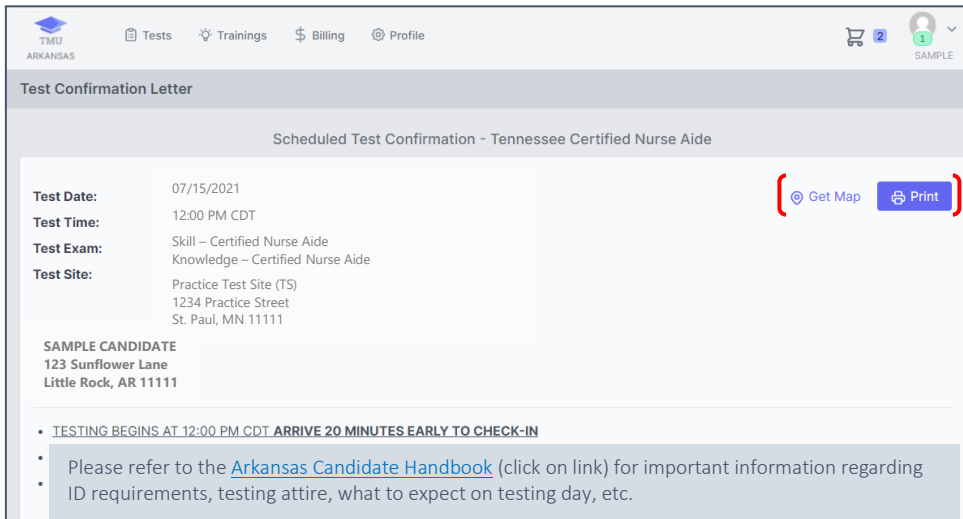 TMU
ARKANSAS
Tests
Trainings
Billing
Profile
2
1
SAMPLE
Test Confirmation Letter
Scheduled Test Confirmation - Tennessee Certified Nurse Aide
Test Date:
07/15/2021
Get Map
Print
Test Time:
12:00 PM CDT
Test Exam:
Skill – Certified Nurse Aide
Knowledge – Certified Nurse Aide
Test Site:
Practice Test Site (TS)
1234 Practice Street
St. Paul, MN 11111
SAMPLE CANDIDATE
123 Sunflower Lane
Little Rock, AR 11111
• TESTING BEGINS AT 12:00 PM CDT ARRIVE 20 MINUTES EARLY TO CHECK-IN
Please refer to the Arkansas Candidate Handbook (click on link) for important information regarding
ID requirements, testing attire, what to expect on testing day, etc.